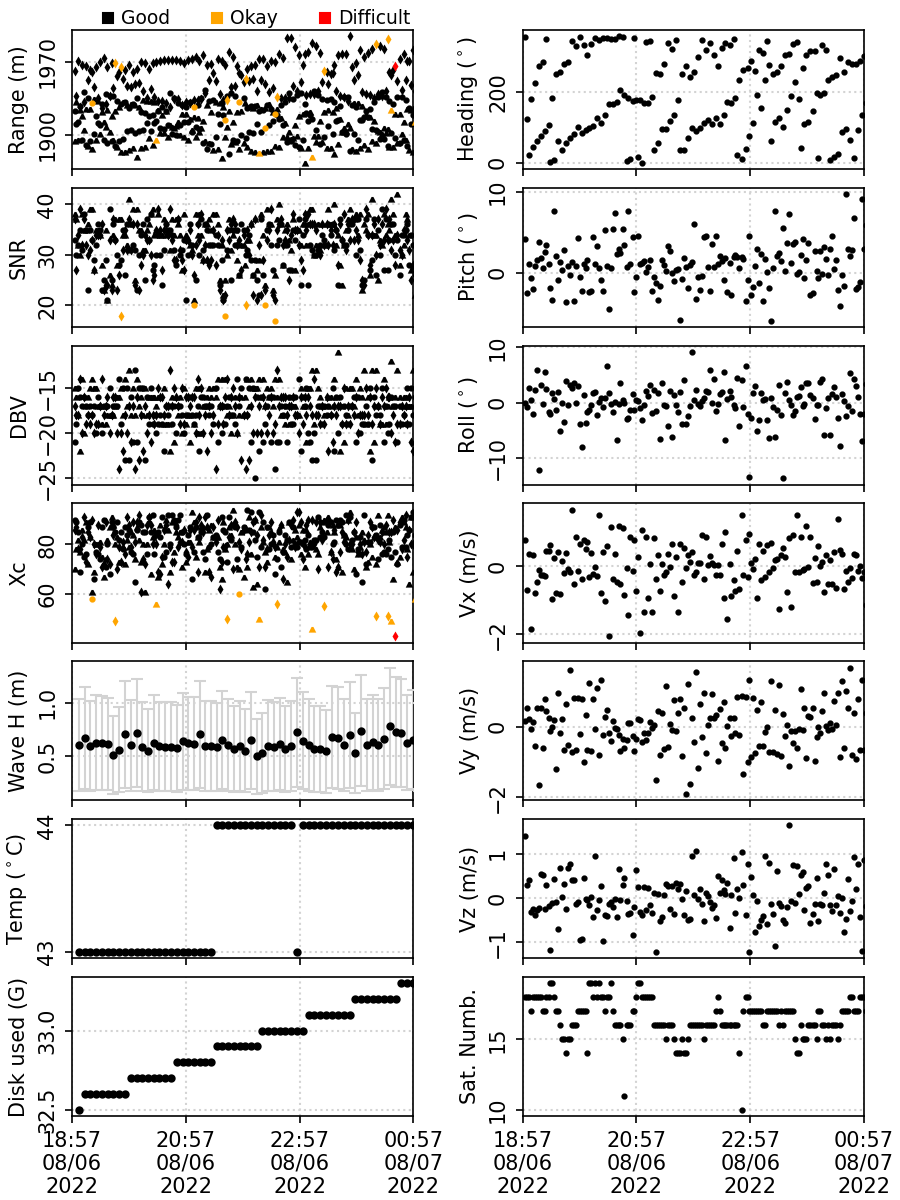 Good Okay Difficult
Range (m)
1970
1900
Heading (°)
200
0
SNR
40
30
20
Pitch (°)
10
0
DBV
−15
−20
−25
Roll (°)
10
0
−10
Xc
80
60
Vx (m/s)
0
−2
Wave H (m)
1.0
0.5
Vy (m/s)
0
−2
Temp (°C)
44
43
Vz (m/s)
1
0
−1
Disk used (G)
33.0
32.5
Sat. Numb.
15
10
18:57 20:57 22:57 00:57
08/06 08/06 08/06 08/07
2022 2022 2022 2022
18:57 20:57 22:57 00:57
08/06 08/06 08/06 08/07
2022 2022 2022 2022